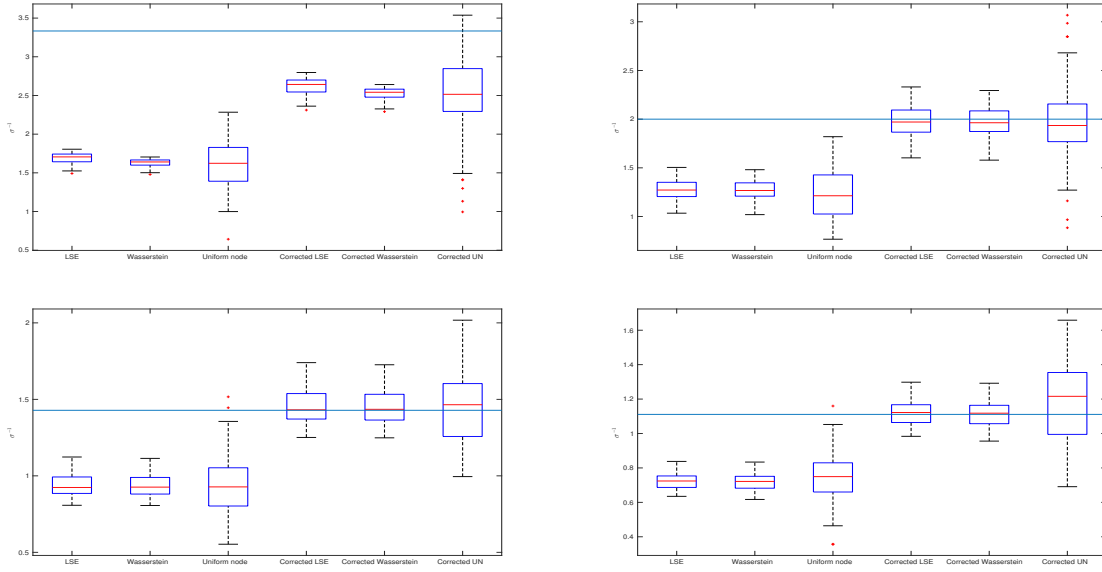 3.5
3
2.5
2
1.5
1
0.5
σ⁻¹
LSE Wasserstein Uniform node Corrected LSE Corrected Wasserstein Corrected UN
3
2.5
2
1.5
1
σ⁻¹
LSE Wasserstein Uniform node Corrected LSE Corrected Wasserstein Corrected UN
2
1.5
1
0.5
σ⁻¹
LSE Wasserstein Uniform node Corrected LSE Corrected Wasserstein Corrected UN
1.6
1.4
1.2
1
0.8
0.6
0.4
σ⁻¹
LSE Wasserstein Uniform node Corrected LSE Corrected Wasserstein Corrected UN